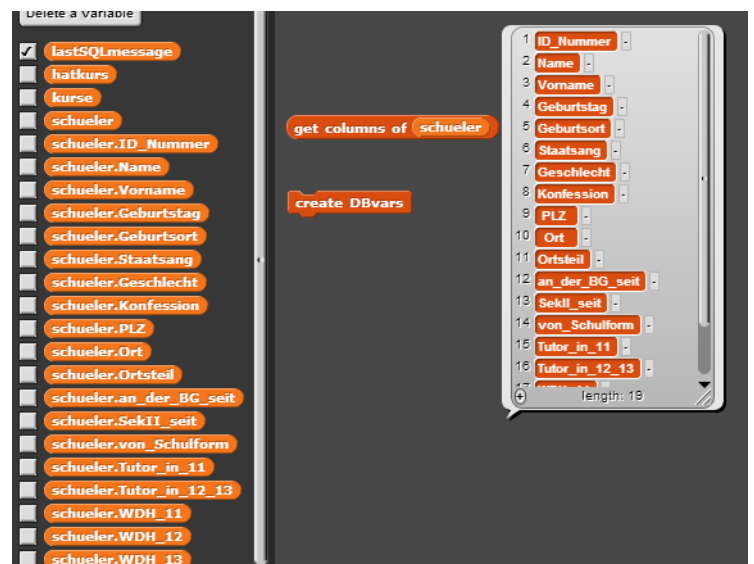 Delete a Variable
lastSQLmessage
hatkurs
kurse
schueler
schueler.ID_Nummer
schueler.Name
schueler.Vorname
schueler.Geburtstag
schueler.Geburtsort
schueler.Staatsang
schueler.Geschlecht
schueler.Konfession
schueler.PLZ
schueler.Ort
schueler.Ortsteil
schueler.an_der_BG_seit
schueler.SekII_seit
schueler.von_Schulform
schueler.Tutor_in_11
schueler.Tutor_in_12_13
schueler.WDH_11
schueler.WDH_12
schueler.WDH_13
get columns of schueler
create DBvars
1 ID_Nummer
2 Name
3 Vorname
4 Geburtstag
5 Geburtsort
6 Staatsang
7 Geschlecht
8 Konfession
9 PLZ
10 Ort
11 Ortsteil
12 an_der_BG_seit
13 SekII_seit
14 von_Schulform
15 Tutor_in_11
16 Tutor_in_12_13
17 WDH_11
length: 19